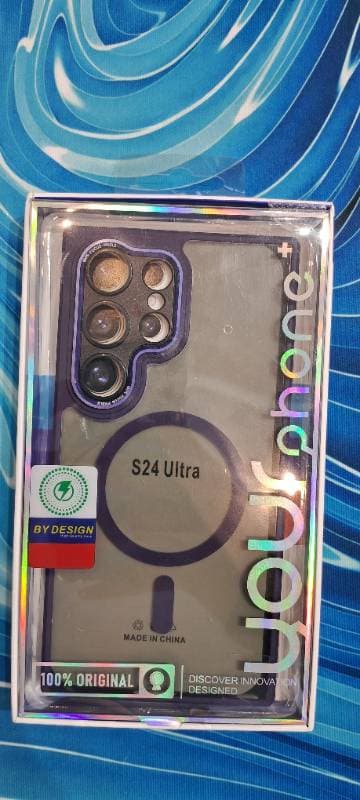 your phone+
S24 Ultra
BY DESIGN
MADE IN CHINA
100% ORIGINAL
DISCOVER INNOVATION
DESIGNED